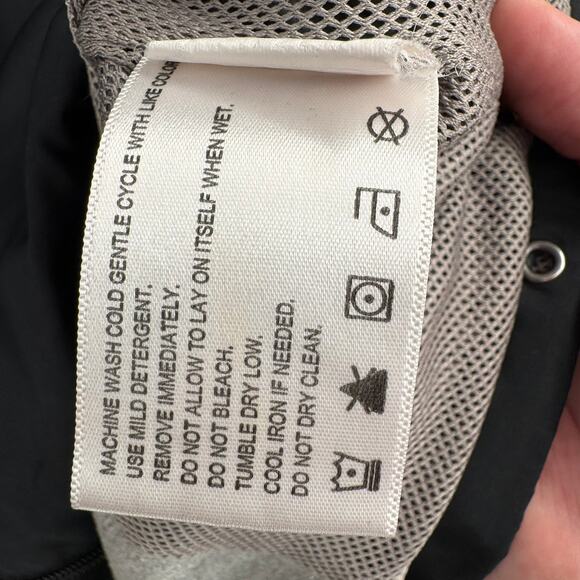 MACHINE WASH COLD GENTLE CYCLE WITH LIKE COLOR
USE MILD DETERGENT.
REMOVE IMMEDIATELY.
DO NOT ALLOW TO LAY ON ITSELF WHEN WET.
DO NOT BLEACH.
TUMBLE DRY LOW.
COOL IRON IF NEEDED.
DO NOT DRY CLEAN.